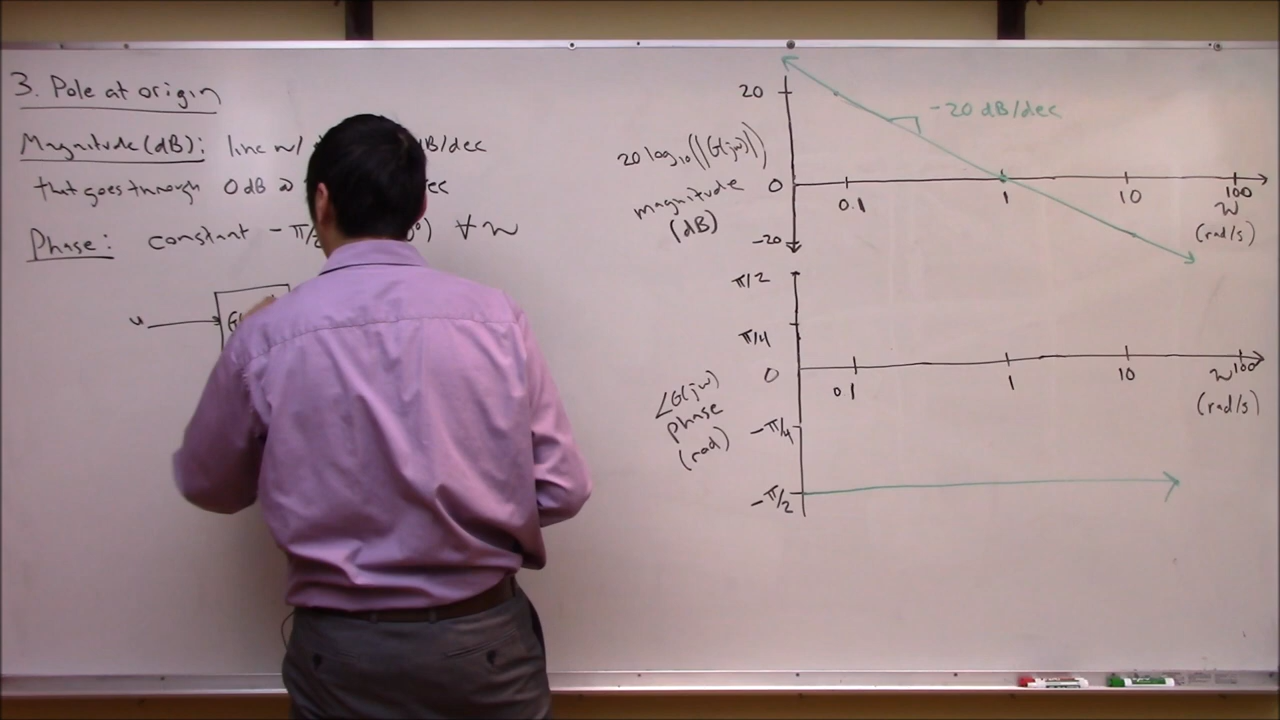 3. Pole at origin
Magnitude (dB): line w/ dB/dec
that goes through 0 dB @ ec
Phase: constant -π/ °) ∀ ω
u
G(
20
-20 dB/dec
20 log₁₀(|G(jω)|)
magnitude
(dB)
0
0.1
1
10
100
ω
(rad/s)
-20
π/2
π/4
0
0.1
1
10
100
ω
(rad/s)
∠G(jω)
phase
(rad)
-π/4
-π/2